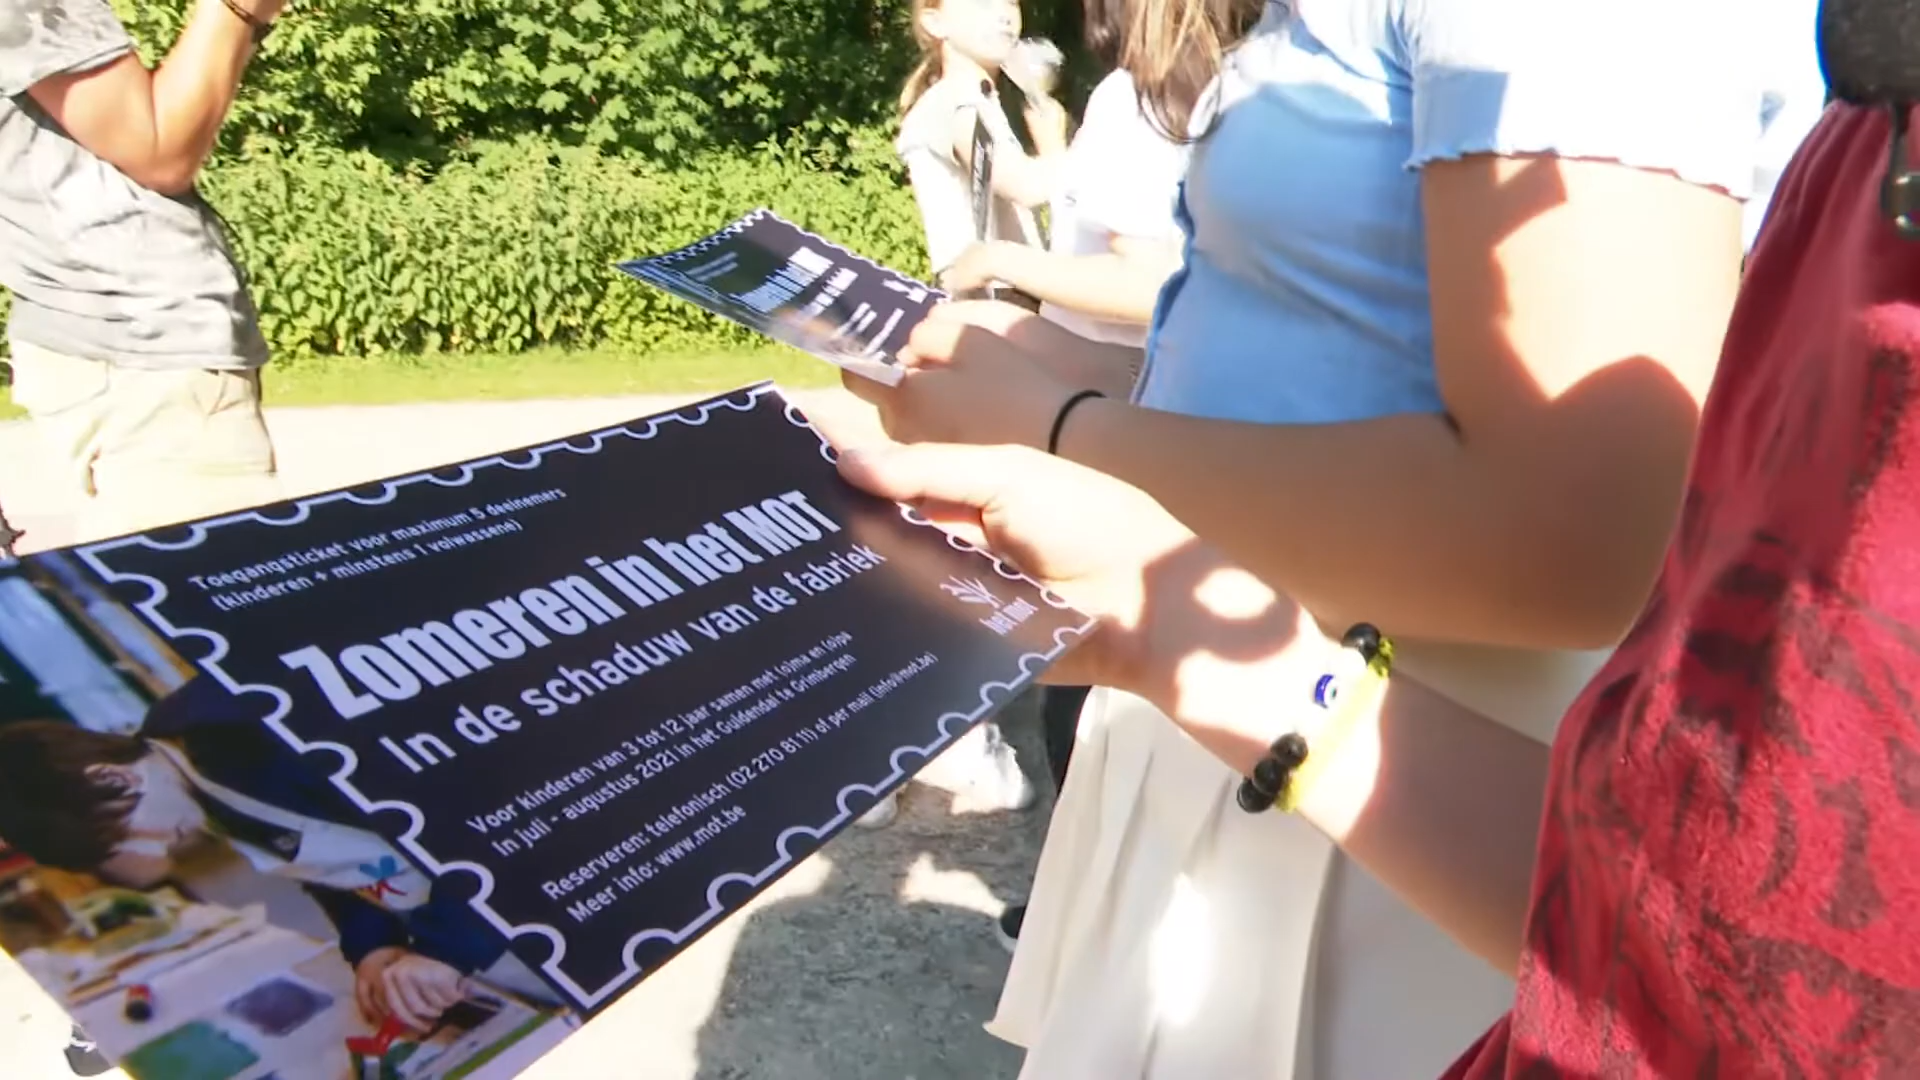 Toegangsticket voor maximum 5 deelnemers
(kinderen + minstens 1 volwassene)
Zomeren in het MOT
In de schaduw van de fabriek
het mot
Voor kinderen van 3 tot 12 jaar samen met (o)ma en (o)pa
In juli - augustus 2021 in het Guldendal te Grimbergen
Reserveren: telefonisch (02 270 81 11) of per mail (info@mot.be)
Meer info: www.mot.be